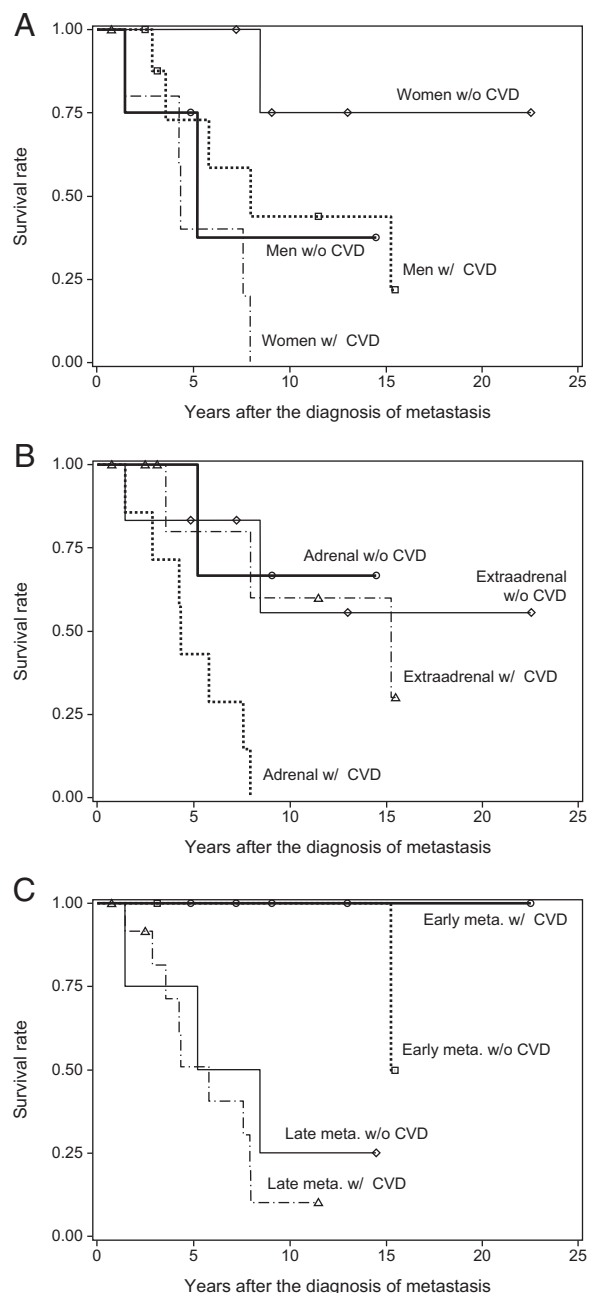 A
1.00
0.75
0.50
0.25
0.00
Survival rate
Women w/o CVD
Men w/o CVD
Men w/ CVD
Women w/ CVD
0 5 10 15 20 25
Years after the diagnosis of metastasis
B
1.00
0.75
0.50
0.25
0.00
Survival rate
Adrenal w/o CVD
Extraadrenal
w/o CVD
Extraadrenal w/ CVD
Adrenal w/ CVD
0 5 10 15 20 25
Years after the diagnosis of metastasis
C
1.00
0.75
0.50
0.25
0.00
Survival rate
Early meta. w/ CVD
Early meta. w/o CVD
Late meta. w/o CVD
Late meta. w/ CVD
0 5 10 15 20 25
Years after the diagnosis of metastasis